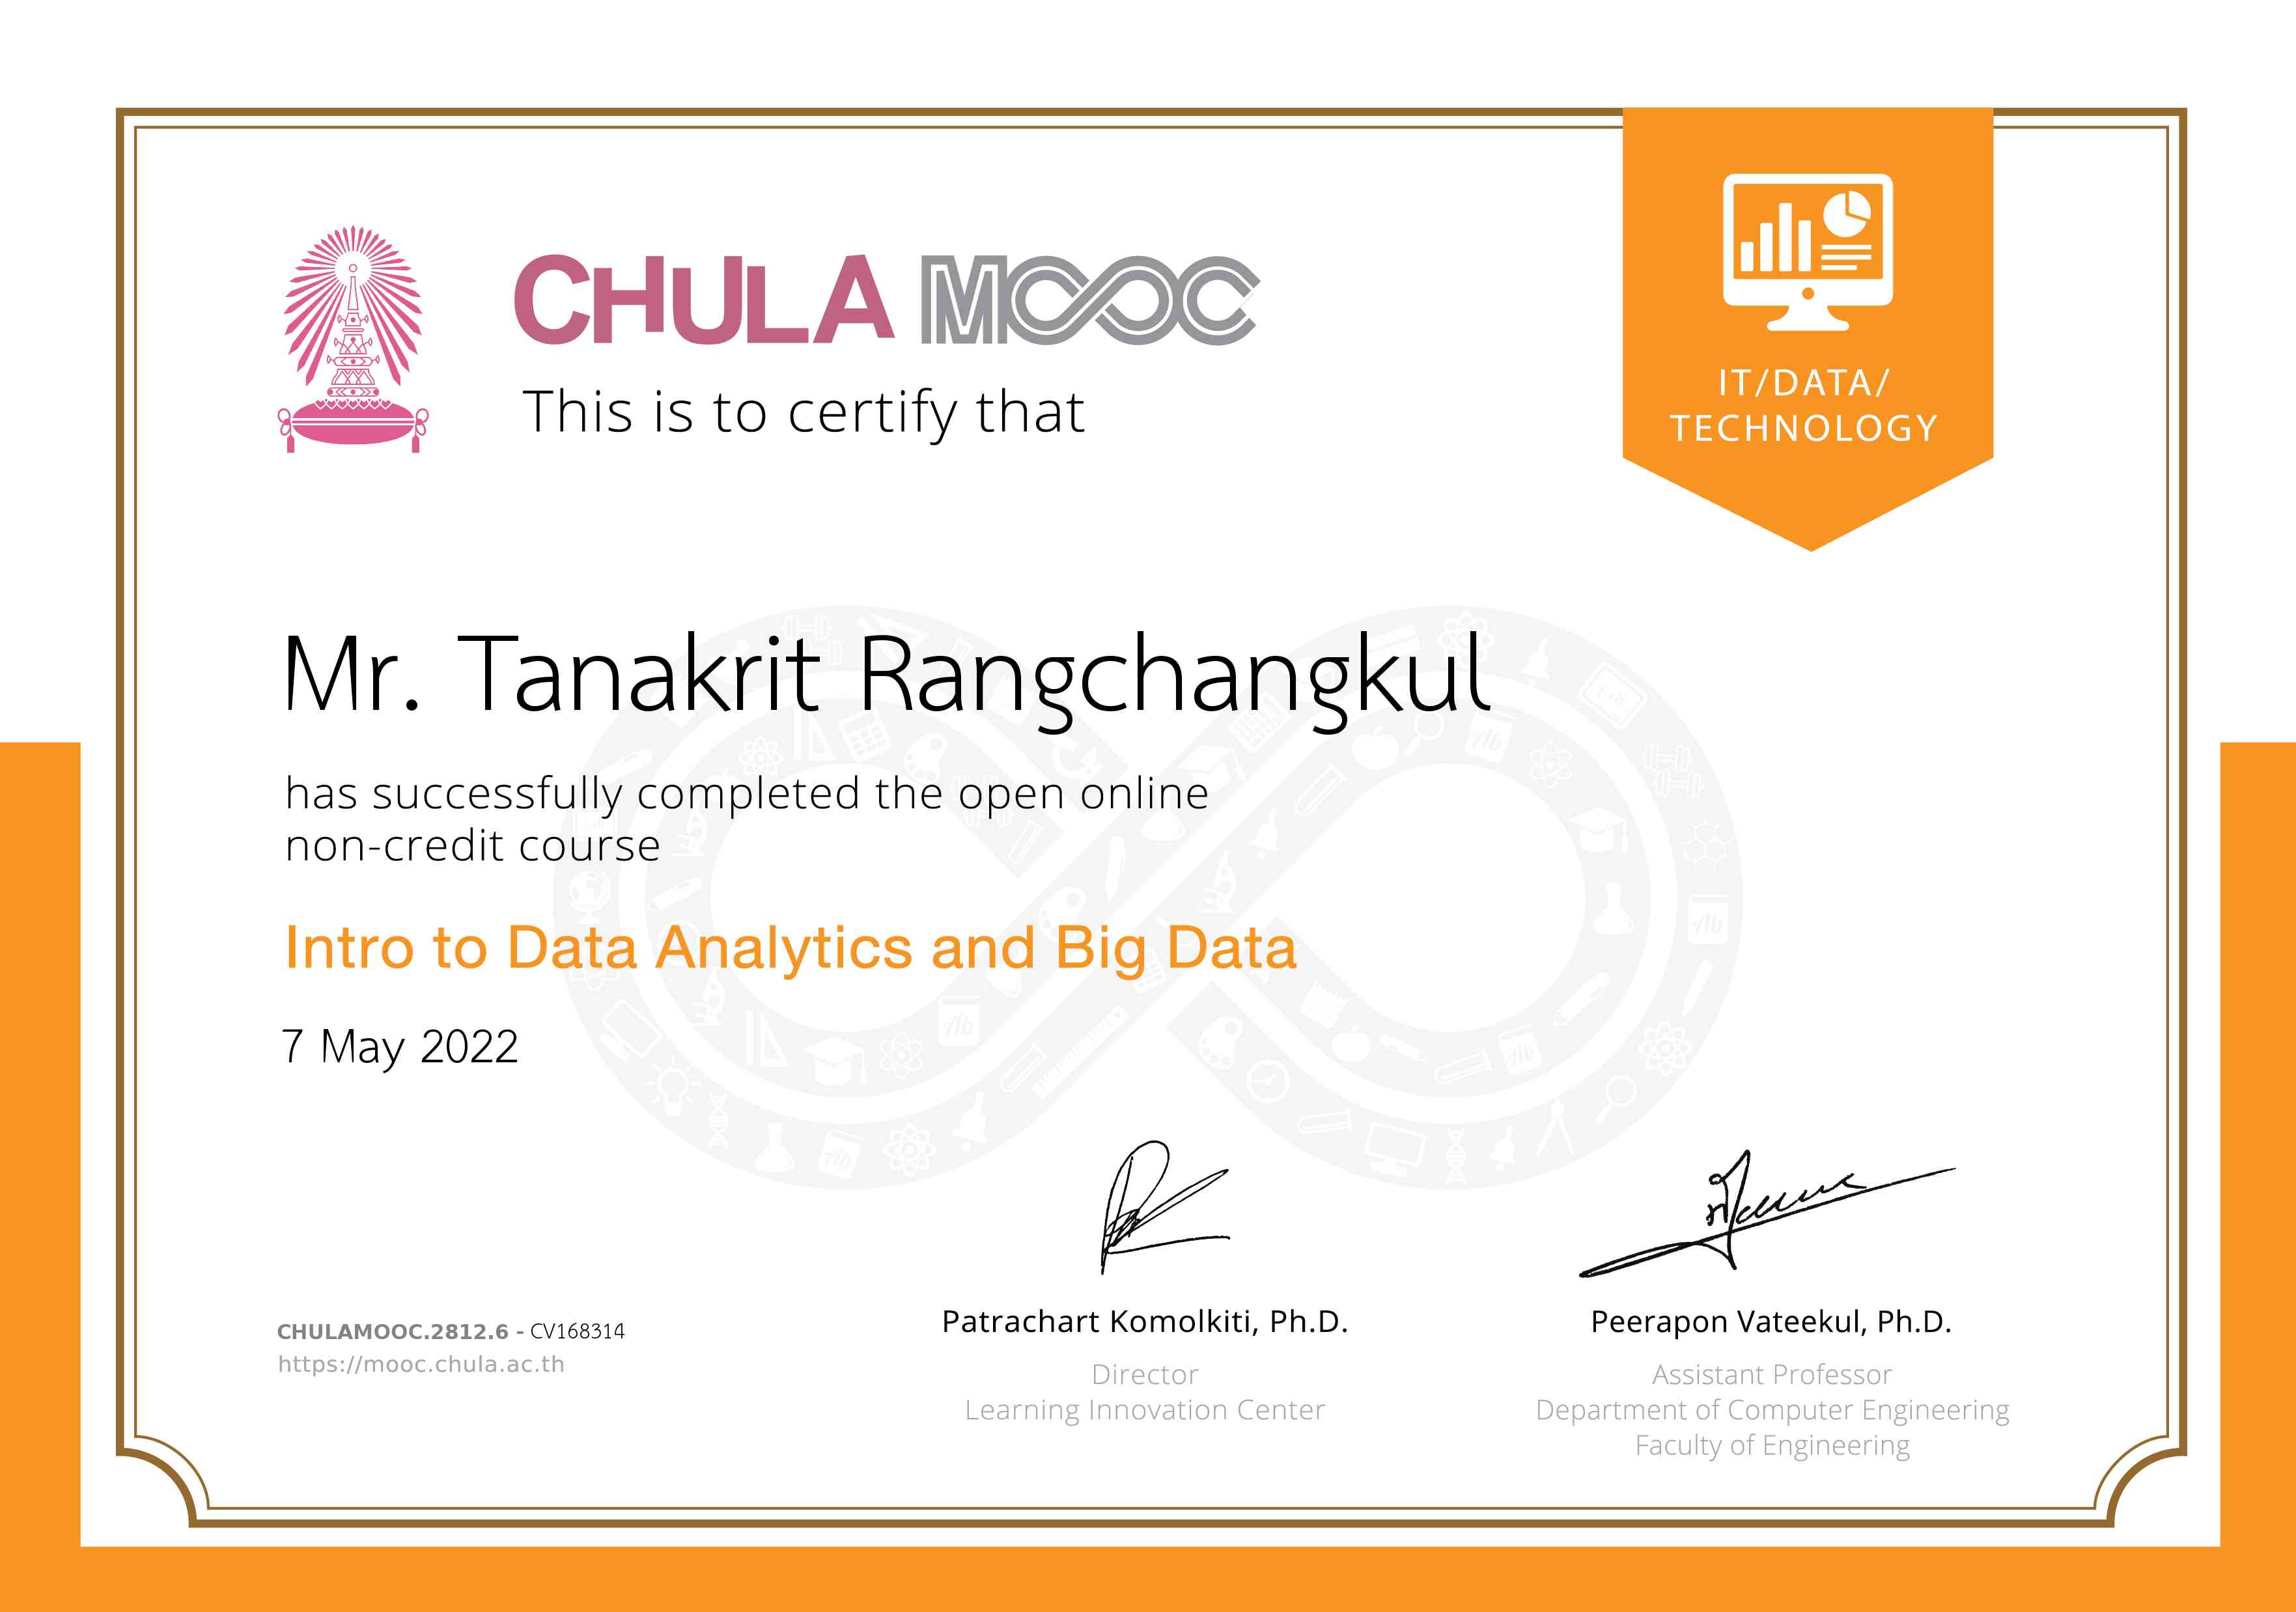 CHULA MOOC
This is to certify that
IT/DATA/
TECHNOLOGY
Mr. Tanakrit Rangchangkul
has successfully completed the open online
non-credit course
Intro to Data Analytics and Big Data
7 May 2022
CHULAMOOC.2812.6 - CV168314
https://mooc.chula.ac.th
Patrachart Komolkiti, Ph.D.
Director
Learning Innovation Center
Peerapon Vateekul, Ph.D.
Assistant Professor
Department of Computer Engineering
Faculty of Engineering